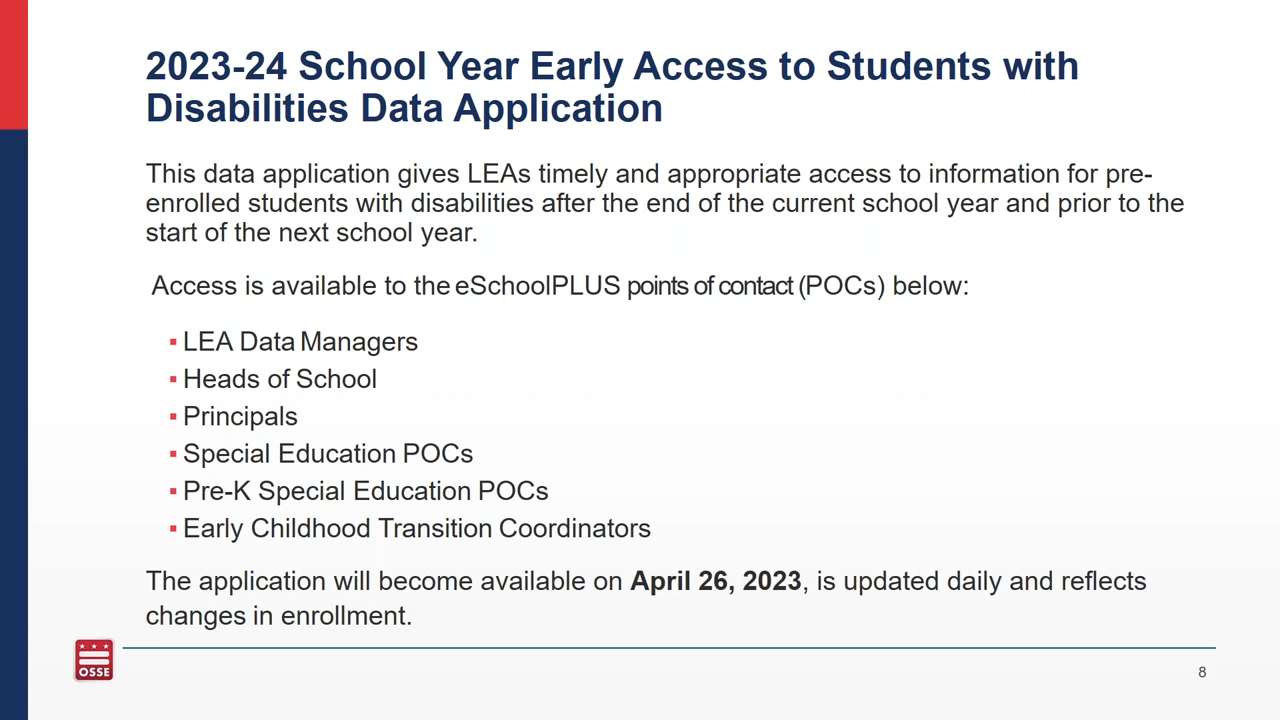 2023-24 School Year Early Access to Students with
Disabilities Data Application
This data application gives LEAs timely and appropriate access to information for pre-
enrolled students with disabilities after the end of the current school year and prior to the
start of the next school year.
Access is available to the eSchoolPLUS points of contact (POCs) below:
▪ LEA Data Managers
▪ Heads of School
▪ Principals
▪ Special Education POCs
▪ Pre-K Special Education POCs
▪ Early Childhood Transition Coordinators
The application will become available on April 26, 2023, is updated daily and reflects
changes in enrollment.
OSSE
8